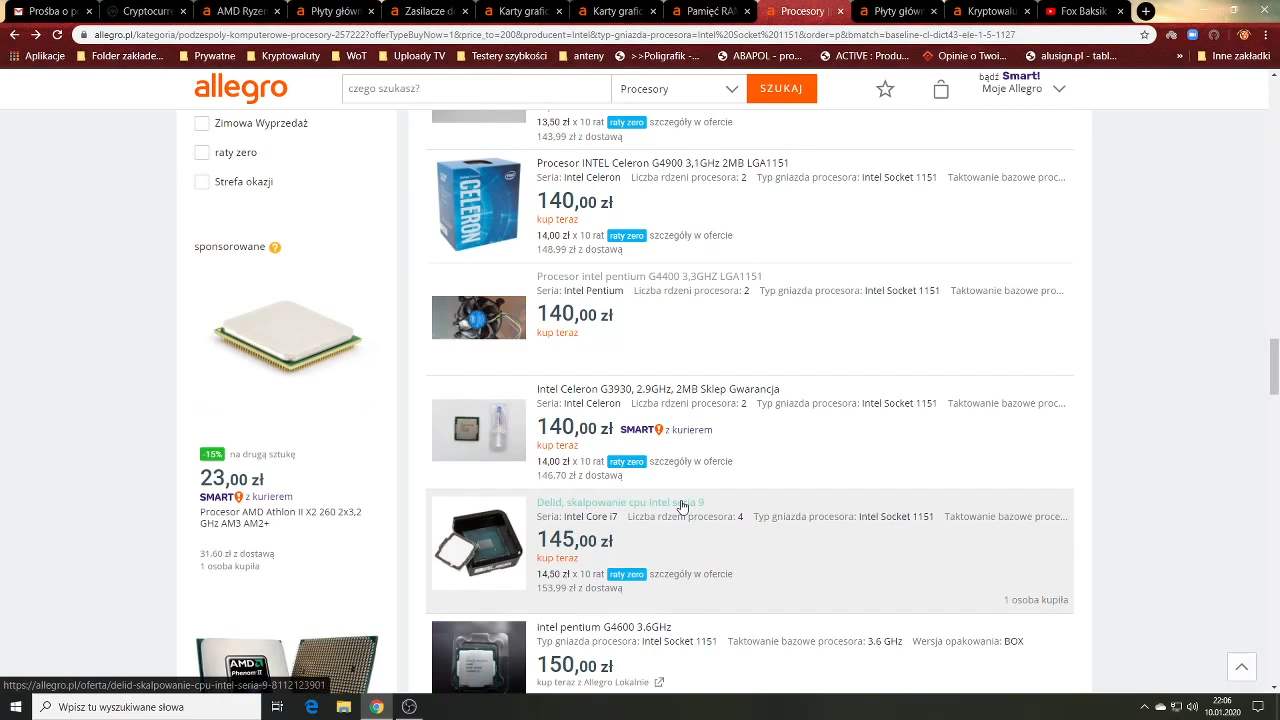 Prośba o po
Cryptocurre
AMD Ryzen
Płyty główn
Zasilacze do
Karty grafic
Karty grafic
Pamięć RAM
Procesory |
Płyty główn
Kryptowalu
Fox Baksik
allegro.pl/kategoria/podzespoly-komputerowe-procesory-257222?offerTypeBuyNow=1&price_to=200&producent=Intel&typ-gniazda-procesora=Intel%20Socket%201151&order=p&bmatch=baseline-cl-dict43-ele-1-5-1127
Aplikacje
Prywatne
Kryptowaluty
Uploady TV
Testery szybkości
anteny
>>Poligrafik - w...
ABAPOL - pro...
ACTIVE : Produ...
Opinie o Twoi...
alusign.pl - tabl...
»
Inne zakładki
allegro
czego szukasz?
Procesory
SZUKAJ
bądź Smart!
Moje Allegro
Zimowa Wyprzedaż
raty zero
Strefa okazji
sponsorowane ?
-15% na drugą sztukę
23,00 zł
SMART! z kurierem
Procesor AMD Athlon II X2 260 2x3.2
GHz AM3 AM2+
31.60 zł z dostawą
1 osoba kupiła
AMD
Phenom II
13,50 zł x 10 rat raty zero szczegóły w ofercie
143,99 zł z dostawą
Procesor INTEL Celeron G4900 3,1GHz 2MB LGA1151
Seria: Intel Celeron Liczba rdzeni procesora: 2 Typ gniazda procesora: Intel Socket 1151 Taktowanie bazowe proc...
CELERON
140,00 zł
kup teraz
14,00 zł x 10 rat raty zero szczegóły w ofercie
148,99 zł z dostawą
Procesor intel pentium G4400 3,3GHZ LGA1151
Seria: Intel Pentium Liczba rdzeni procesora: 2 Typ gniazda procesora: Intel Socket 1151 Taktowanie bazowe pro...
140,00 zł
kup teraz
Intel Celeron G3930, 2.9GHz, 2MB Sklep Gwarancja
Seria: Intel Celeron Liczba rdzeni procesora: 2 Typ gniazda procesora: Intel Socket 1151 Taktowanie bazowe proc...
140,00 zł SMART! z kurierem
kup teraz
14,00 zł x 10 rat raty zero szczegóły w ofercie
146,70 zł z dostawą
Delid, skalpowanie cpu intel seria 9
Seria: Intel Core i7 Liczba rdzeni procesora: 4 Typ gniazda procesora: Intel Socket 1151 Taktowanie bazowe proce...
145,00 zł
kup teraz
14,50 zł x 10 rat raty zero szczegóły w ofercie
153,99 zł z dostawą
1 osoba kupiła
intel pentium G4600 3.6GHz
Typ gniazda procesora: Intel Socket 1151 Taktowanie bazowe procesora: 3.6 GHz Wersja opakowania: BOX
150,00 zł
kup teraz z Allegro Lokalnie
https://allegro.pl/oferta/delid-skalpowanie-cpu-intel-seria-9-8112123901
Wpisz tu wyszukiwane słowa
22:06
10.01.2020